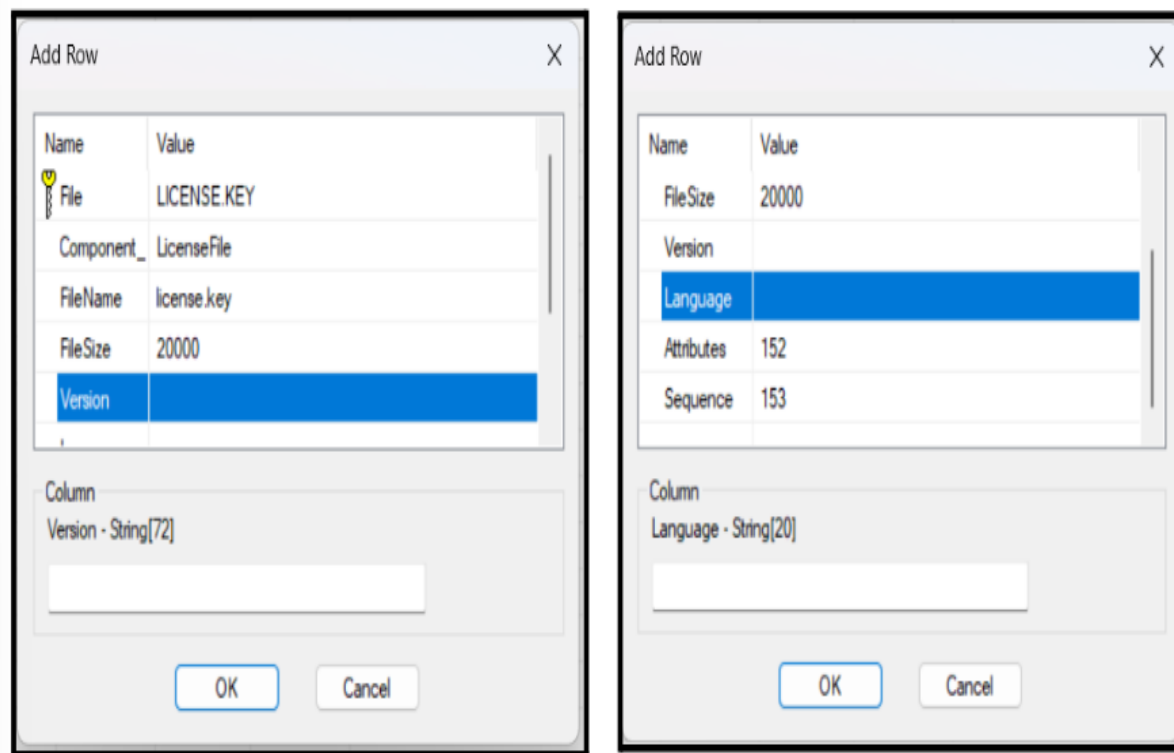 Add Row
Name Value
File LICENSE.KEY
Component_ LicenseFile
FileName license.key
FileSize 20000
Version
Column
Version - String[72]
OK Cancel
Add Row
Name Value
FileSize 20000
Version
Language
Attributes 152
Sequence 153
Column
Language - String[20]
OK Cancel